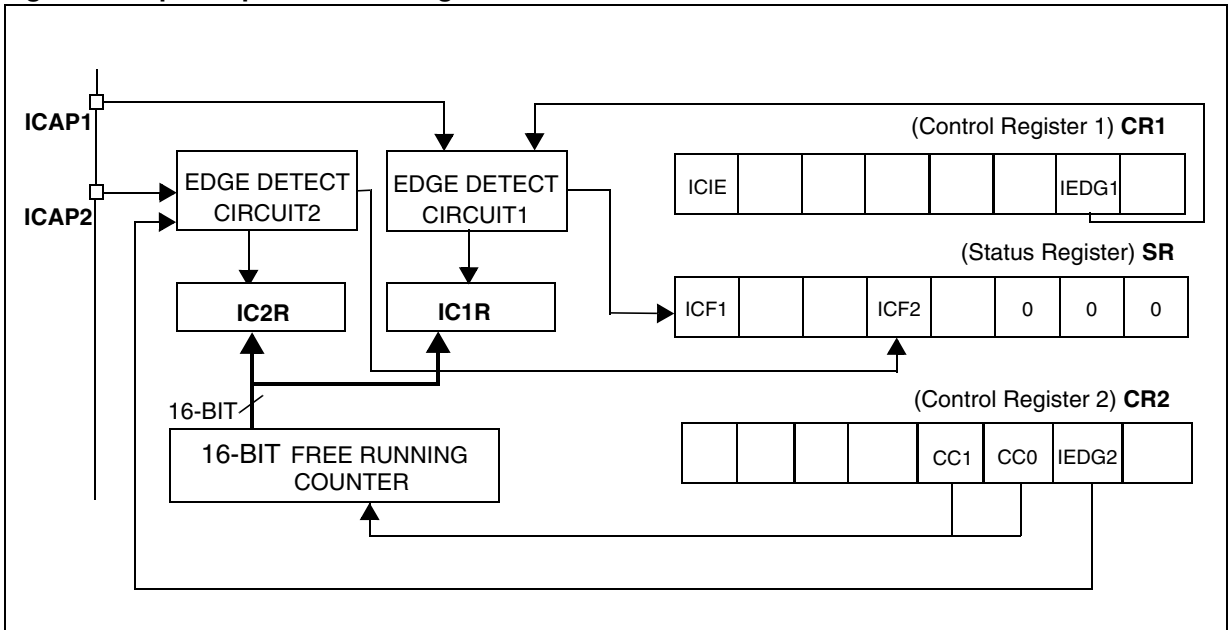 ICAP1
ICAP2
EDGE DETECT
CIRCUIT2
EDGE DETECT
CIRCUIT1
IC2R
IC1R
16-BIT
16-BIT FREE RUNNING
COUNTER
(Control Register 1) CR1
ICIE IEDG1
(Status Register) SR
ICF1 ICF2 0 0 0
(Control Register 2) CR2
CC1 CC0 IEDG2